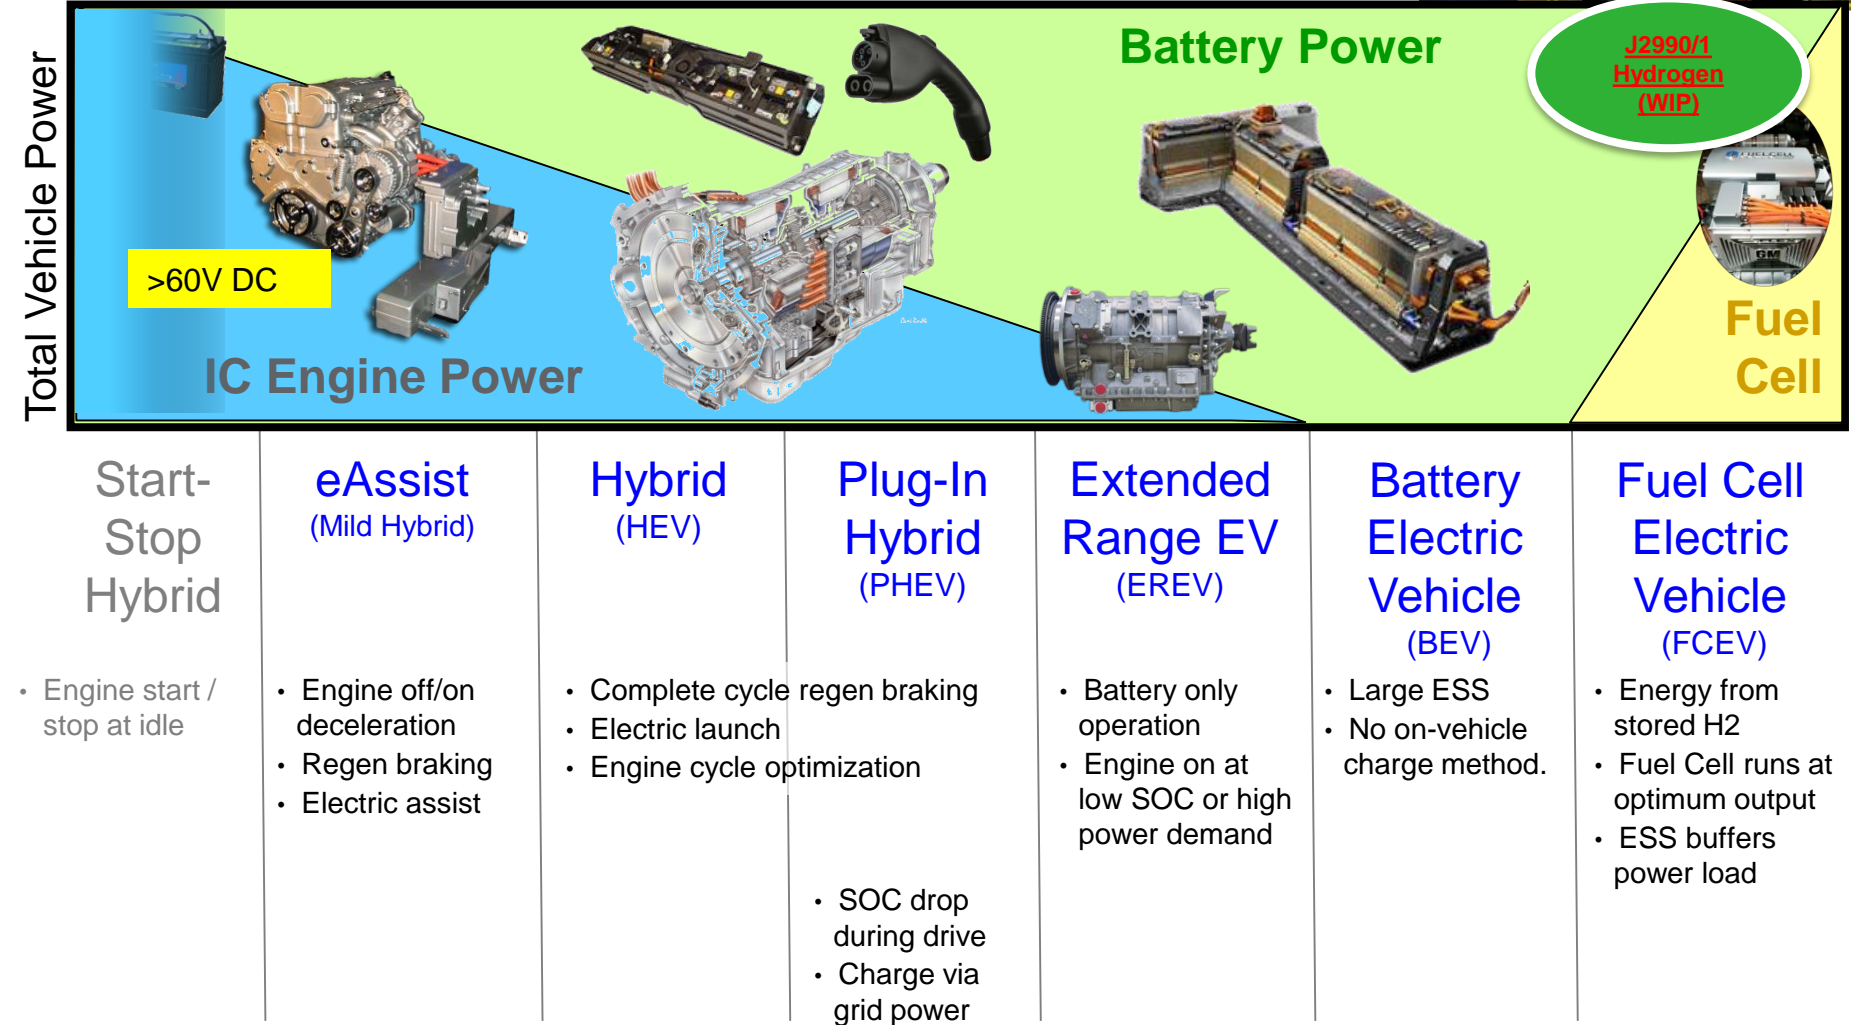 Total Vehicle Power
Battery Power
J2990/1
Hydrogen
(WIP)
FUELCELL
GM
>60V DC
IC Engine Power
Fuel
Cell
Start-
Stop
Hybrid
• Engine start /
stop at idle
eAssist
(Mild Hybrid)
• Engine off/on
deceleration
• Regen braking
• Electric assist
Hybrid
(HEV)
• Complete cycle regen braking
• Electric launch
• Engine cycle optimization
Plug-In
Hybrid
(PHEV)
• SOC drop
during drive
• Charge via
grid power
Extended
Range EV
(EREV)
• Battery only
operation
• Engine on at
low SOC or high
power demand
Battery
Electric
Vehicle
(BEV)
• Large ESS
• No on-vehicle
charge method.
Fuel Cell
Electric
Vehicle
(FCEV)
• Energy from
stored H2
• Fuel Cell runs at
optimum output
• ESS buffers
power load